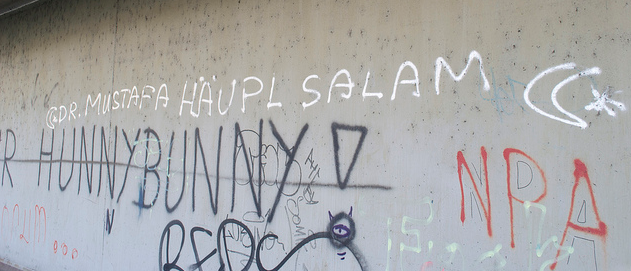 @DR. MUSTAFA HÄUPL SALAM
R HUNNYBUNNY
NPA